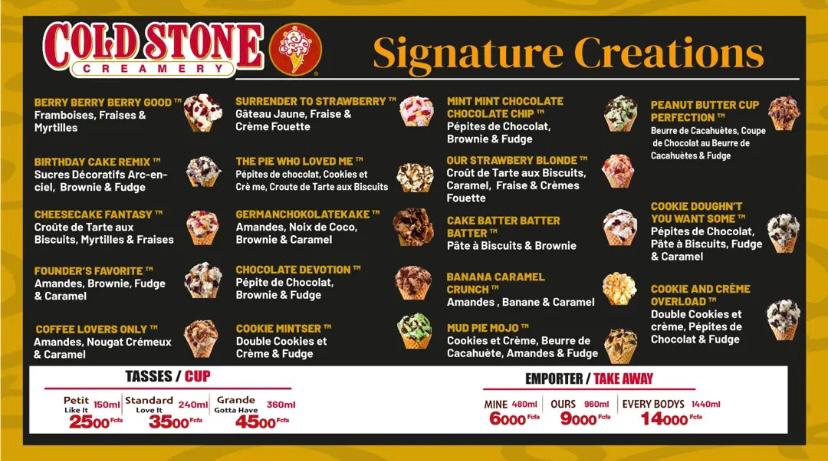 COLD STONE
CREAMERY
Signature Creations
BERRY BERRY BERRY GOOD ™
Framboises, Fraises &
Myrtilles
BIRTHDAY CAKE REMIX ™
Sucres Décoratifs Arc-en-
ciel, Brownie & Fudge
CHEESECAKE FANTASY ™
Croûte de Tarte aux
Biscuits, Myrtilles & Fraises
FOUNDER'S FAVORITE ™
Amandes, Brownie, Fudge
& Caramel
COFFEE LOVERS ONLY ™
Amandes, Nougat Crémeux
& Caramel
SURRENDER TO STRAWBERRY ™
Gâteau Jaune, Fraise &
Crème Fouette
THE PIE WHO LOVED ME ™
Pépites de chocolat, Cookies et
Crè me, Croute de Tarte aux Biscuits
GERMANCHOKOLATEKAKE ™
Amandes, Noix de Coco,
Brownie & Caramel
CHOCOLATE DEVOTION ™
Pépite de Chocolat,
Brownie & Fudge
COOKIE MINTSER ™
Double Cookies et
Crème & Fudge
MINT MINT CHOCOLATE
CHOCOLATE CHIP ™
Pépites de Chocolat,
Brownie & Fudge
OUR STRAWBERY BLONDE ™
Croût de Tarte aux Biscuits,
Caramel, Fraise & Crèmes
Fouette
CAKE BATTER BATTER
BATTER ™
Pâte à Biscuits & Brownie
BANANA CARAMEL
CRUNCH ™
Amandes , Banane & Caramel
MUD PIE MOJO ™
Cookies et Crème, Beurre de
Cacahuète, Amandes & Fudge
PEANUT BUTTER CUP
PERFECTION ™
Beurre de Cacahuètes, Coupe
de Chocolat au Beurre de
Cacahuètes & Fudge
COOKIE DOUGHN'T
YOU WANT SOME ™
Pépites de Chocolat,
Pâte à Biscuits, Fudge
& Caramel
COOKIE AND CRÈME
OVERLOAD ™
Double Cookies et
crème, Pépites de
Chocolat & Fudge
TASSES / CUP
Petit 150ml
Like It
2500 Fcfa
Standard 240ml
Love It
3500 Fcfa
Grande 360ml
Gotta Have
4500 Fcfa
EMPORTER / TAKE AWAY
MINE 480ml
6000 Fcfa
OURS 960ml
9000 Fcfa
EVERY BODYS 1440ml
14000 Fcfa